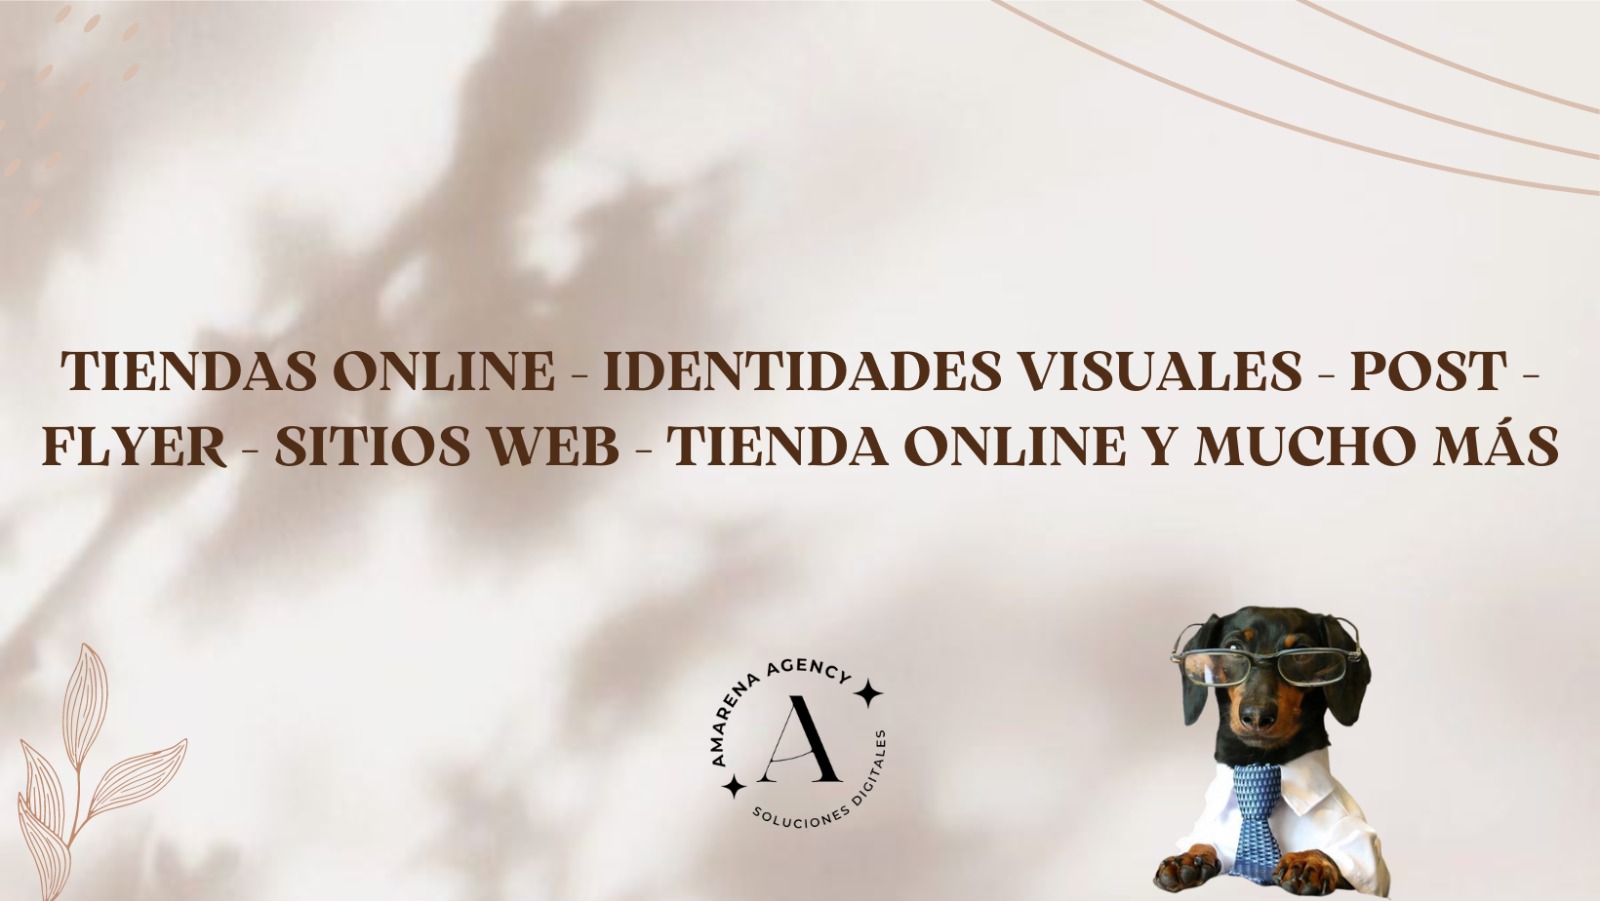 TIENDAS ONLINE - IDENTIDADES VISUALES - POST -
FLYER - SITIOS WEB - TIENDA ONLINE Y MUCHO MÁS
AMARENA AGENCY
A
SOLUCIONES DIGITALES